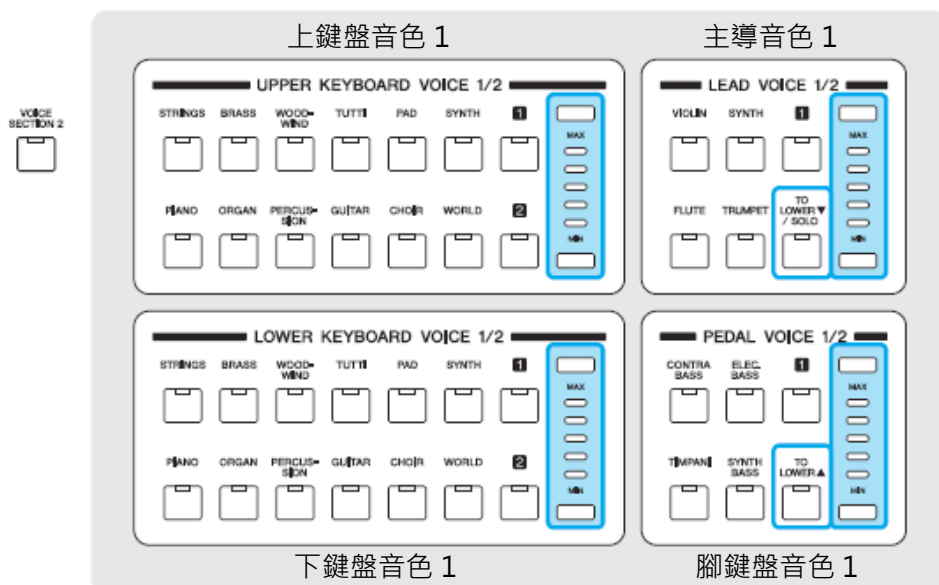 上鍵盤音色 1
主導音色 1
VOICE
SECTION 2
UPPER KEYBOARD VOICE 1/2
STRINGS BRASS WOOD-
WIND TUTTI PAD SYNTH 1
MAX
PIANO ORGAN PERCUS-
SION GUITAR CHOIR WORLD 2
MIN
LEAD VOICE 1/2
VIOLIN SYNTH 1
MAX
FLUTE TRUMPET TO
LOWER▼
/ SOLO
MIN
LOWER KEYBOARD VOICE 1/2
STRINGS BRASS WOOD-
WIND TUTTI PAD SYNTH 1
MAX
PIANO ORGAN PERCUS-
SION GUITAR CHOIR WORLD 2
MIN
PEDAL VOICE 1/2
CONTRA
BASS ELEC.
BASS 1
MAX
TIMPANI SYNTH
BASS TO
LOWER▲
MIN
下鍵盤音色 1
腳鍵盤音色 1